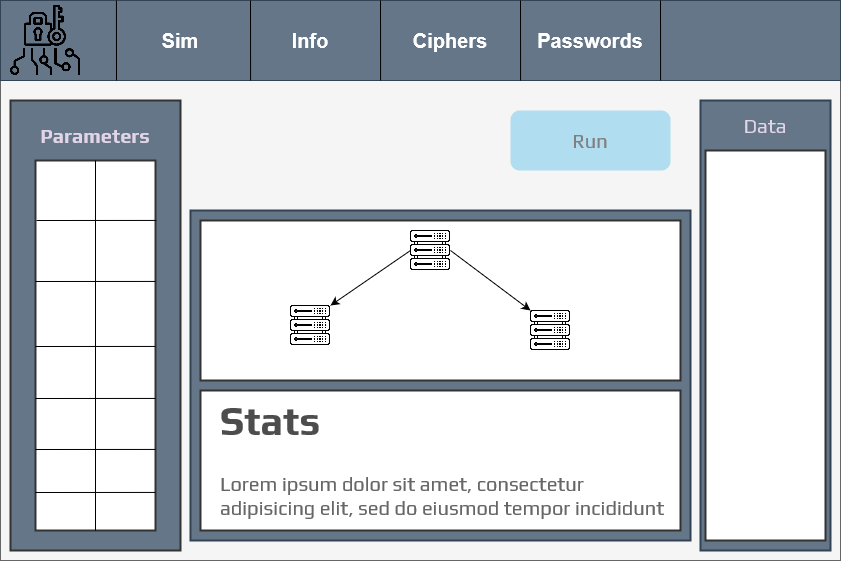 Sim
Info
Ciphers
Passwords
Parameters
Run
Data
Stats
Lorem ipsum dolor sit amet, consectetur
adipisicing elit, sed do eiusmod tempor incididunt